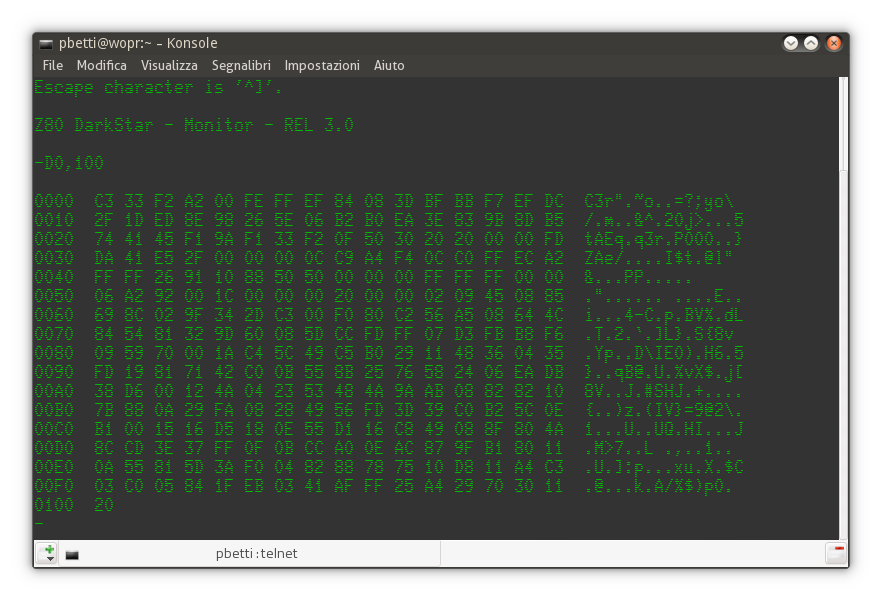 pbetti@wopr:~ – Konsole
File Modifica Visualizza Segnalibri Impostazioni Aiuto
Escape character is '^]'.
Z80 DarkStar - Monitor - REL 3.0
-D0,100
0000 C3 33 F2 A2 00 FE FF EF 84 08 3D BF BB F7 EF DC C3r".~o..=?;yo\
0010 2F 1D ED 8E 98 26 5E 06 B2 B0 EA 3E 83 9B 8D B5 /.m..&^.20j>...5
0020 74 41 45 F1 9A F1 33 F2 0F 50 30 20 20 00 00 FD tAEq.q3r.P000..}
0030 DA 41 E5 2F 00 00 00 0C C9 A4 F4 0C C0 FF EC A2 ZAe/....I$t.@l"
0040 FF FF 26 91 10 88 50 50 00 00 00 FF FF FF 00 00 &...PP.....
0050 06 A2 92 00 1C 00 00 00 20 00 00 02 09 45 08 85 ."...... ....E..
0060 69 8C 02 9F 34 2D C3 00 F0 80 C2 56 A5 08 64 4C i...4-C.p.BV%.dL
0070 84 54 81 32 9D 60 08 5D CC FD FF 07 D3 FB B8 F6 .T.2.`.]L}.S{8v
0080 09 59 70 00 1A C4 5C 49 C5 B0 29 11 48 36 04 35 .Yp..D\IE0).H6.5
0090 FD 19 81 71 42 C0 0B 55 8B 25 76 58 24 06 EA DB }..qB@.U.%vX$.j[
00A0 38 D6 00 12 4A 04 23 53 48 4A 9A AB 08 82 82 10 8V..J.#SHJ.+....
00B0 7B 88 0A 29 FA 08 28 49 56 FD 3D 39 C0 B2 5C 0E {..)z.(IV}=9@2\.
00C0 B1 00 15 16 D5 18 0E 55 D1 16 C8 49 08 8F 80 4A 1...U..UQ.HI...J
00D0 8C CD 3E 37 FF 0F 0B CC A0 0E AC 87 9F B1 80 11 .M>7..L .,..1..
00E0 0A 55 81 5D 3A F0 04 82 88 78 75 10 D8 11 A4 C3 .U.]:p...xu.X.$C
00F0 03 C0 05 84 1F EB 03 41 AF FF 25 A4 29 70 30 11 .@...k.A/%$)p0.
0100 20
-
pbetti : telnet